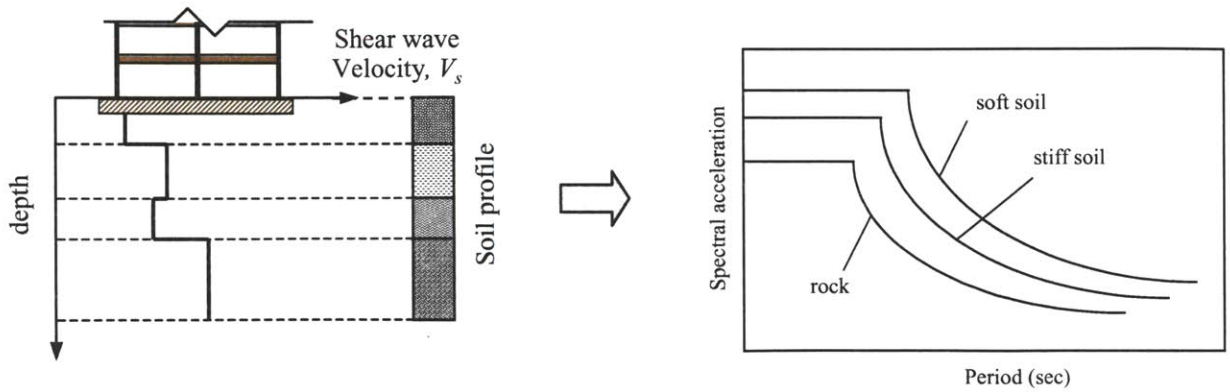 Shear wave
Velocity, Vs
depth
Soil profile
Spectral acceleration
soft soil
stiff soil
rock
Period (sec)